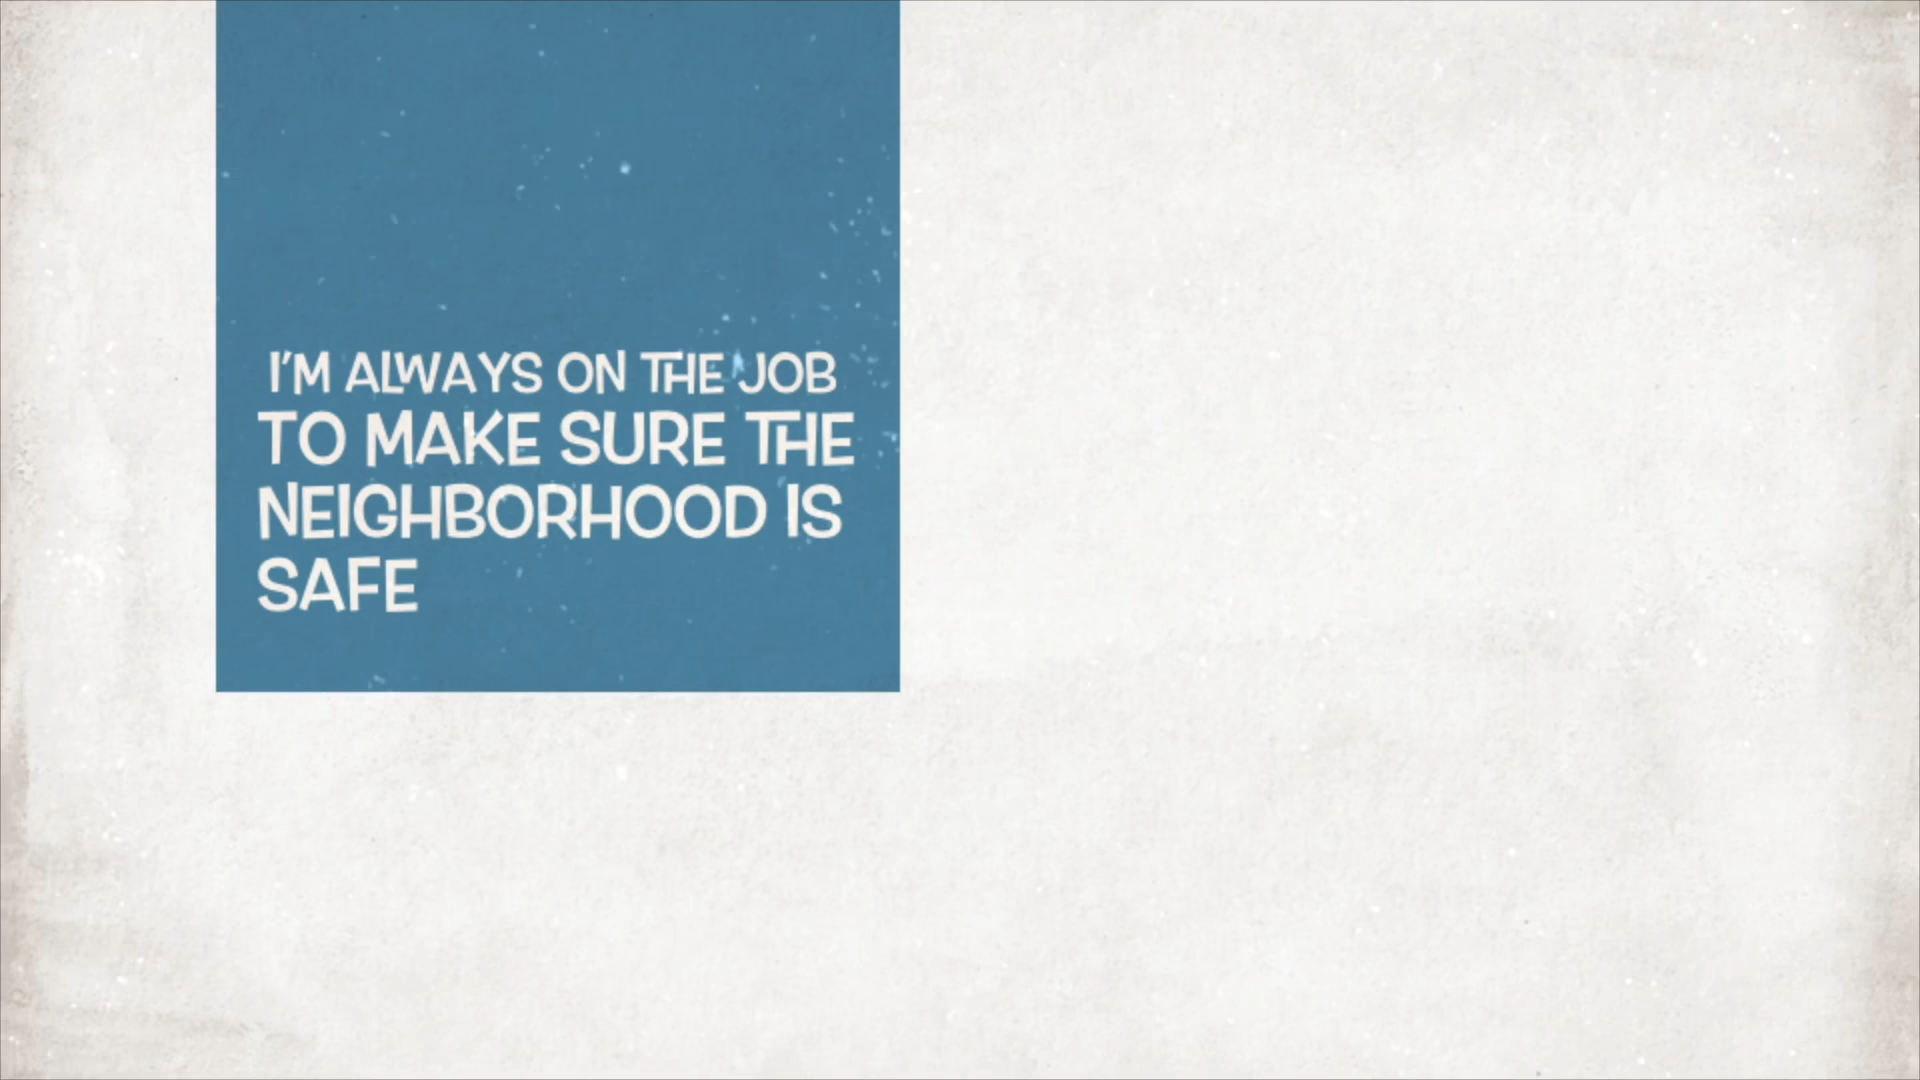 I'M ALWAYS ON THE JOB
TO MAKE SURE THE
NEIGHBORHOOD IS
SAFE